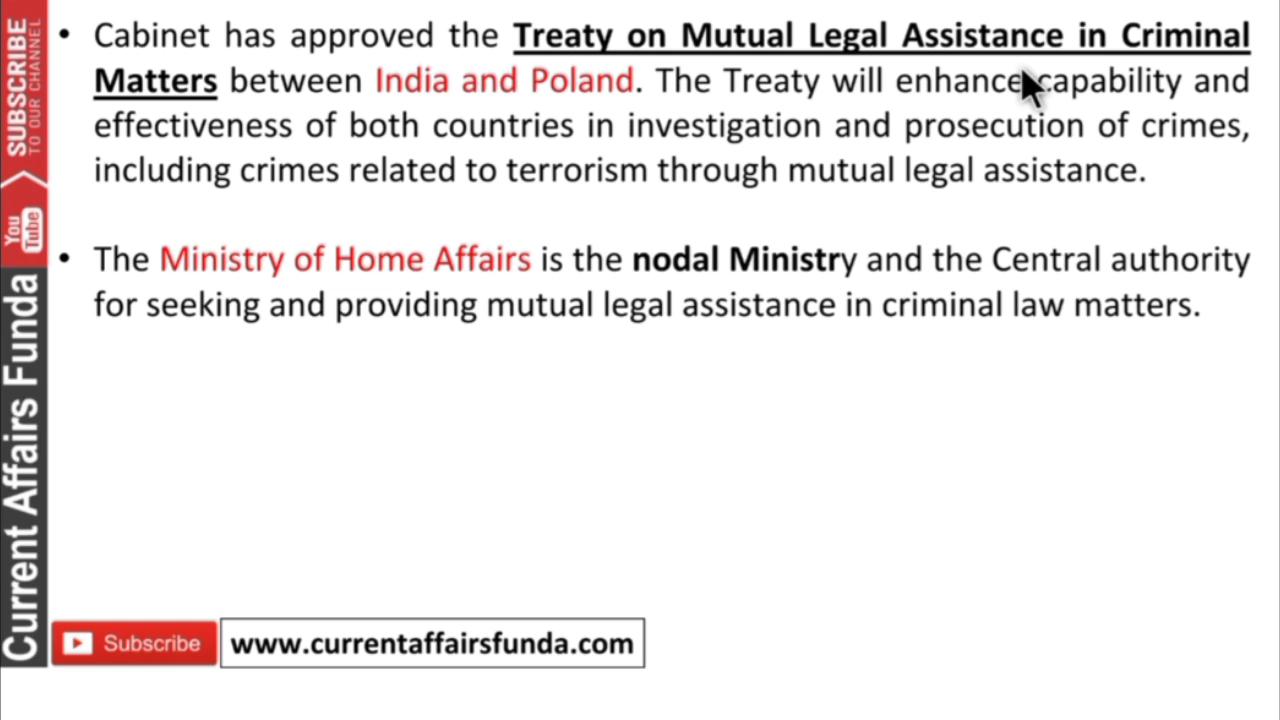 • Cabinet has approved the Treaty on Mutual Legal Assistance in Criminal
Matters between India and Poland. The Treaty will enhance capability and
effectiveness of both countries in investigation and prosecution of crimes,
including crimes related to terrorism through mutual legal assistance.
• The Ministry of Home Affairs is the nodal Ministry and the Central authority
for seeking and providing mutual legal assistance in criminal law matters.
SUBSCRIBE
TO OUR CHANNEL
You
Tube
Current Affairs Funda
Subscribe
www.currentaffairsfunda.com